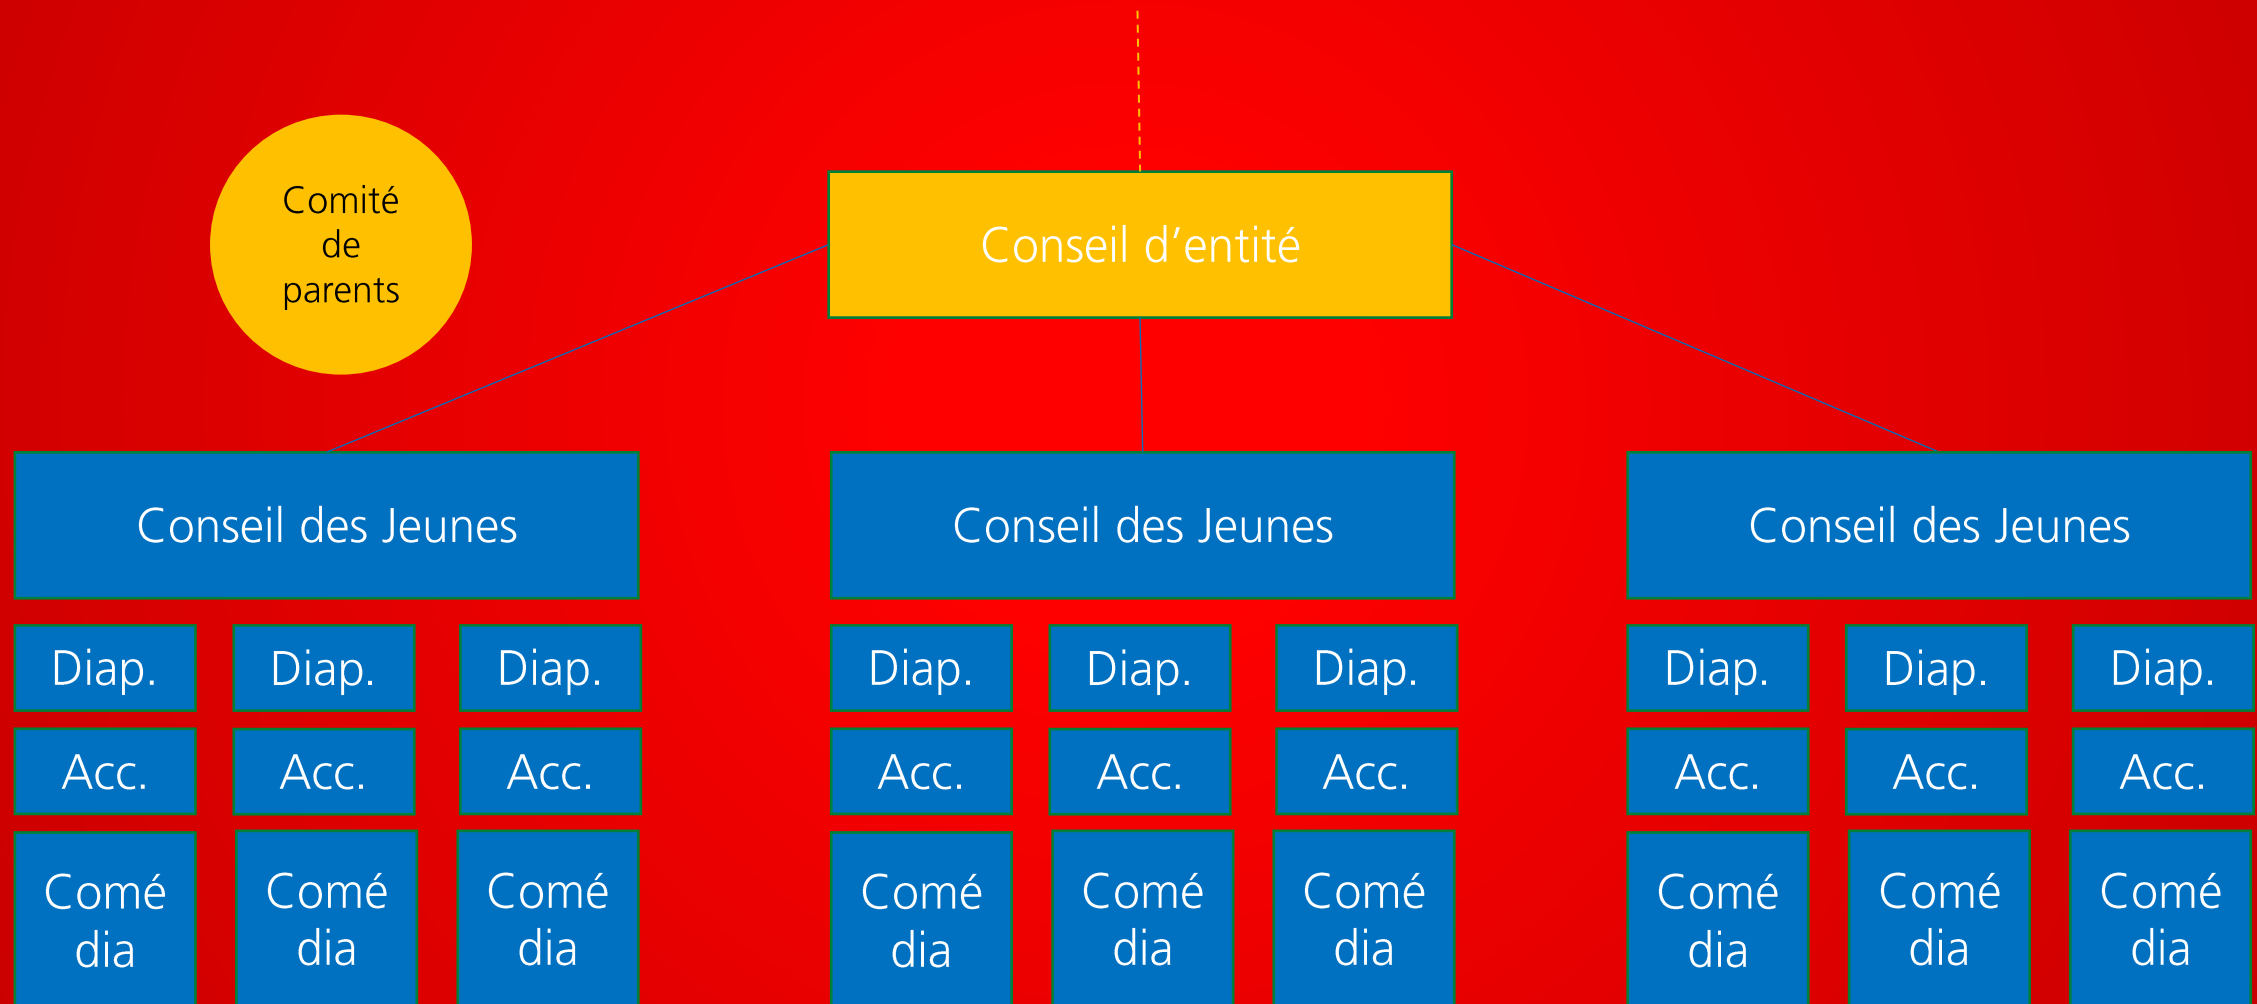 Comité
de
parents
Conseil d’entité
Conseil des Jeunes
Conseil des Jeunes
Conseil des Jeunes
Diap.
Diap.
Diap.
Diap.
Diap.
Diap.
Diap.
Diap.
Diap.
Acc.
Acc.
Acc.
Acc.
Acc.
Acc.
Acc.
Acc.
Acc.
Comé
dia
Comé
dia
Comé
dia
Comé
dia
Comé
dia
Comé
dia
Comé
dia
Comé
dia
Comé
dia